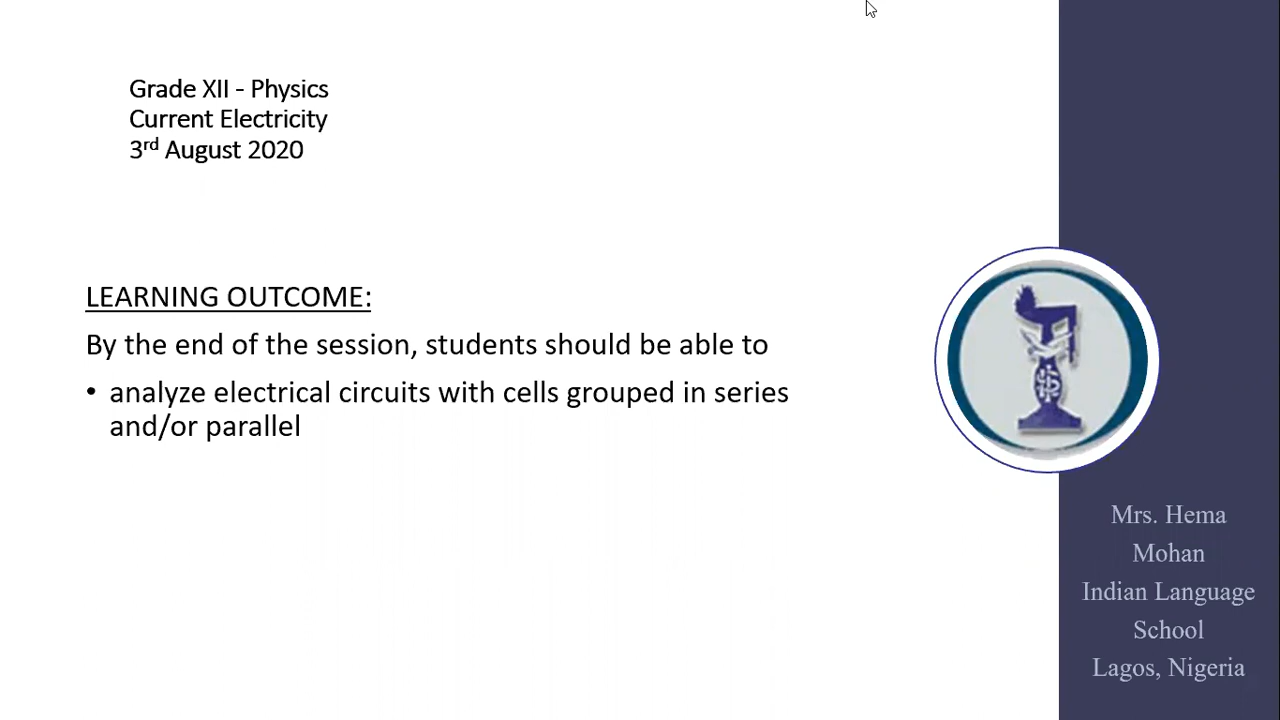 Grade XII - Physics
Current Electricity
3rd August 2020
LEARNING OUTCOME:
By the end of the session, students should be able to
• analyze electrical circuits with cells grouped in series
and/or parallel
Mrs. Hema
Mohan
Indian Language
School
Lagos, Nigeria